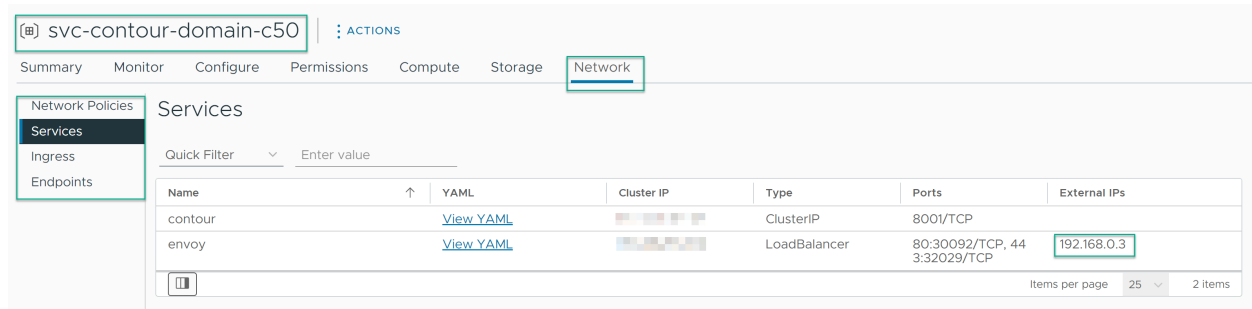 svc-contour-domain-c50
ACTIONS
Summary Monitor Configure Permissions Compute Storage Network
Network Policies
Services
Ingress
Endpoints
Services
Quick Filter Enter value
Name YAML Cluster IP Type Ports External IPs
contour View YAML ClusterIP 8001/TCP
envoy View YAML LoadBalancer 80:30092/TCP, 44 192.168.0.3
3:32029/TCP
Items per page 25 2 items